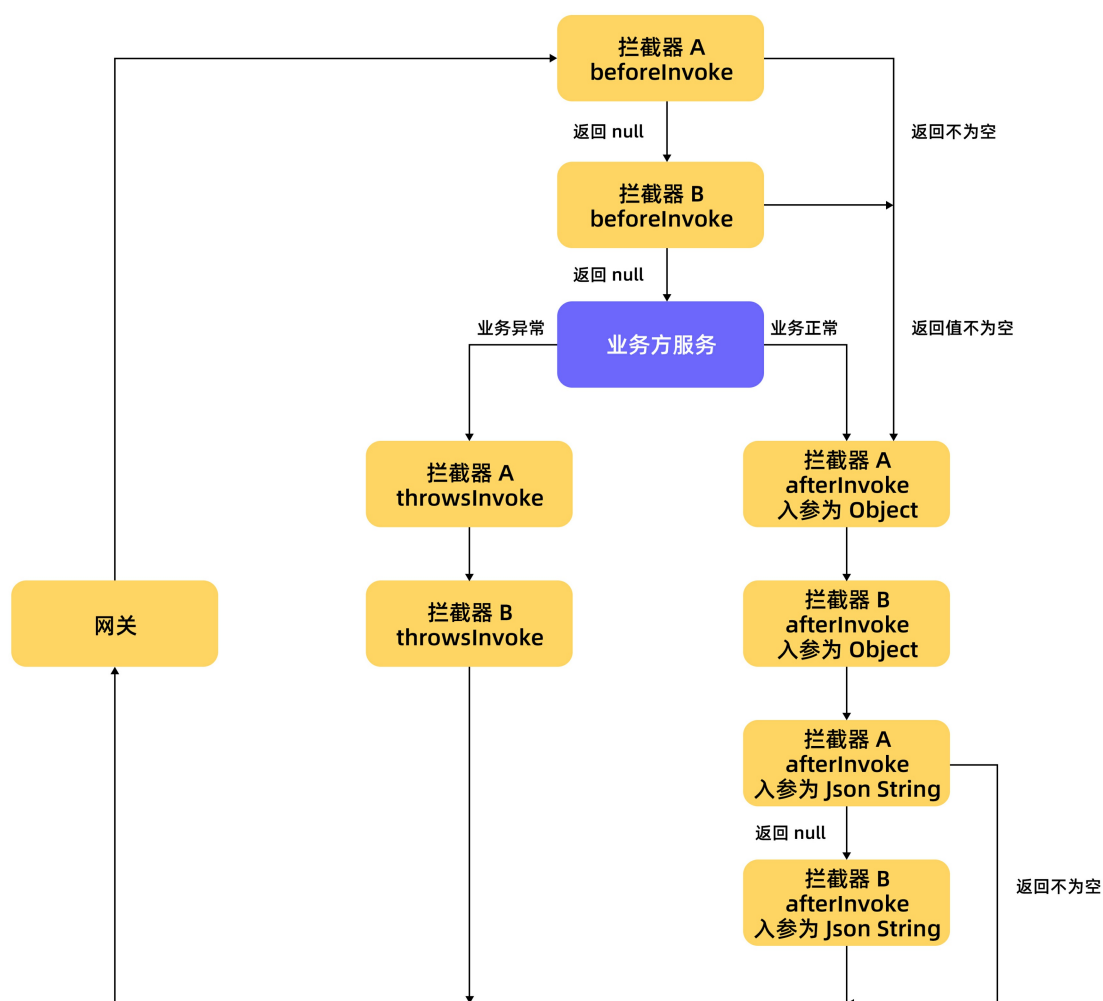 拦截器 A
beforeInvoke
返回 null
返回不为空
拦截器 B
beforeInvoke
返回 null
业务异常
业务方服务
业务正常
返回值不为空
拦截器 A
throwsInvoke
拦截器 A
afterInvoke
入参为 Object
网关
拦截器 B
throwsInvoke
拦截器 B
afterInvoke
入参为 Object
拦截器 A
afterInvoke
入参为 Json String
返回 null
返回不为空
拦截器 B
afterInvoke
入参为 Json String